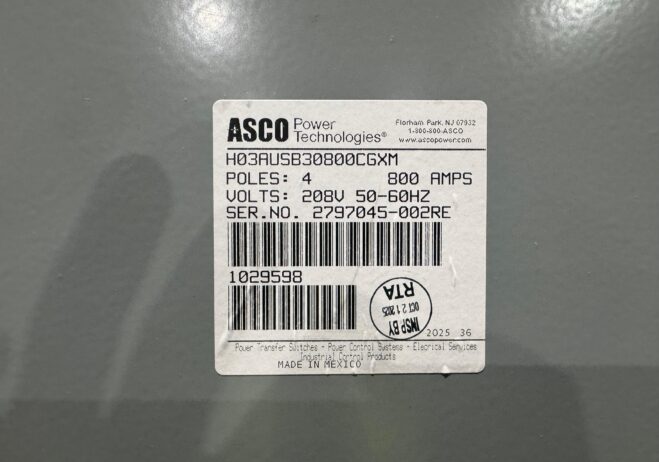 ASCO Power Technologies®
Florham Park, NJ 07932
1-800-800-ASCO
www.ascopower.com
H03AUSB30800CGXM
POLES: 4 800 AMPS
VOLTS: 208V 50-60HZ
SER.NO. 2797045-002RE
1029598
INSP BY
OCT 21 2025
RTA
2025 36
Power Transfer Switches - Power Control Systems - Elecrical Services
Industrial Control Products
MADE IN MEXICO